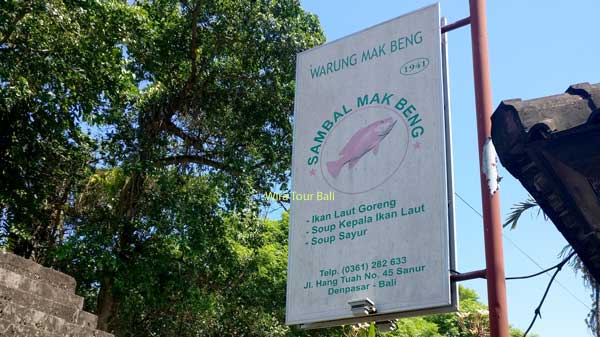 WARUNG MAK BENG
1941
SAMBAL MAK BENG
- Ikan Laut Goreng
- Soup Kepala Ikan Laut
- Soup Sayur
Wira Tour Bali
Telp. (0361) 282 633
Jl. Hang Tuah No. 45 Sanur
Denpasar - Bali